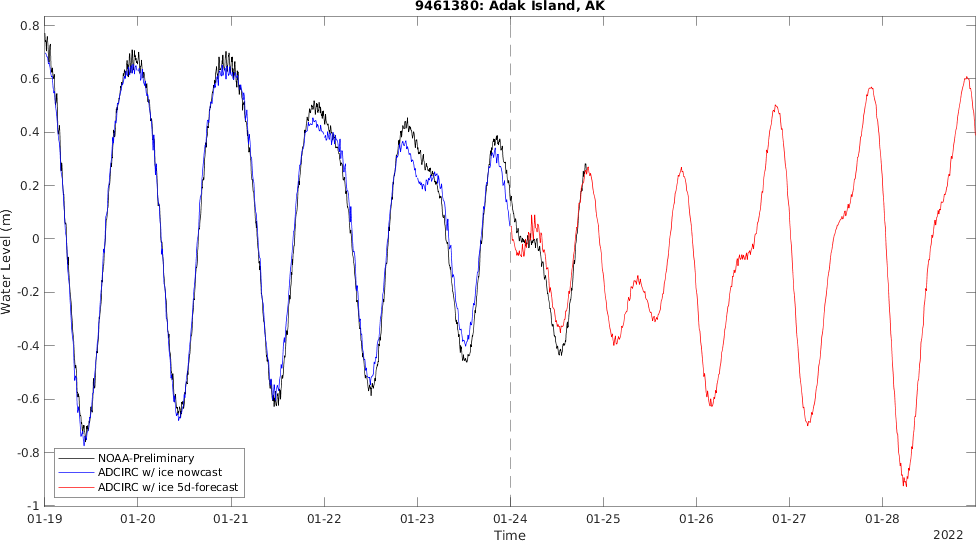 9461380: Adak Island, AK
Water Level (m)
0.8
0.6
0.4
0.2
0
-0.2
-0.4
-0.6
-0.8
-1
NOAA-Preliminary
ADCIRC w/ ice nowcast
ADCIRC w/ ice 5d-forecast
01-19 01-20 01-21 01-22 01-23 01-24 01-25 01-26 01-27 01-28
Time
2022